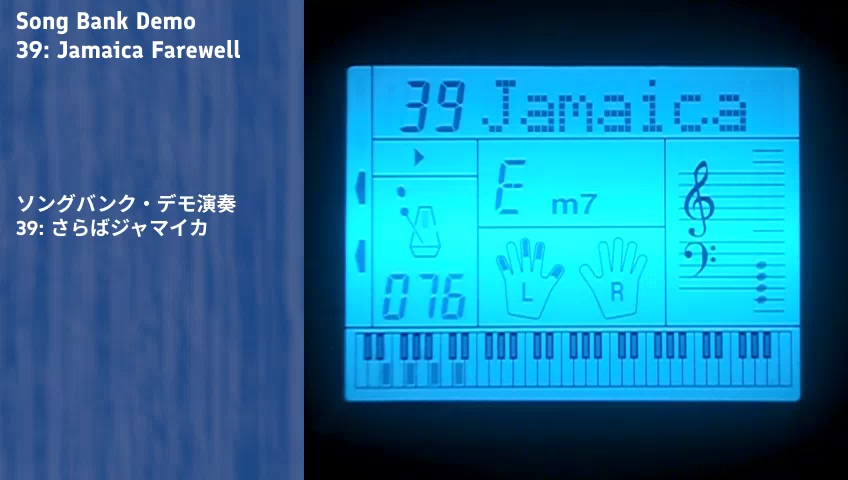 Song Bank Demo
39: Jamaica Farewell
ソングバンク・デモ演奏
39: さらばジャマイカ
39 Jamaica
E m7
L R
076